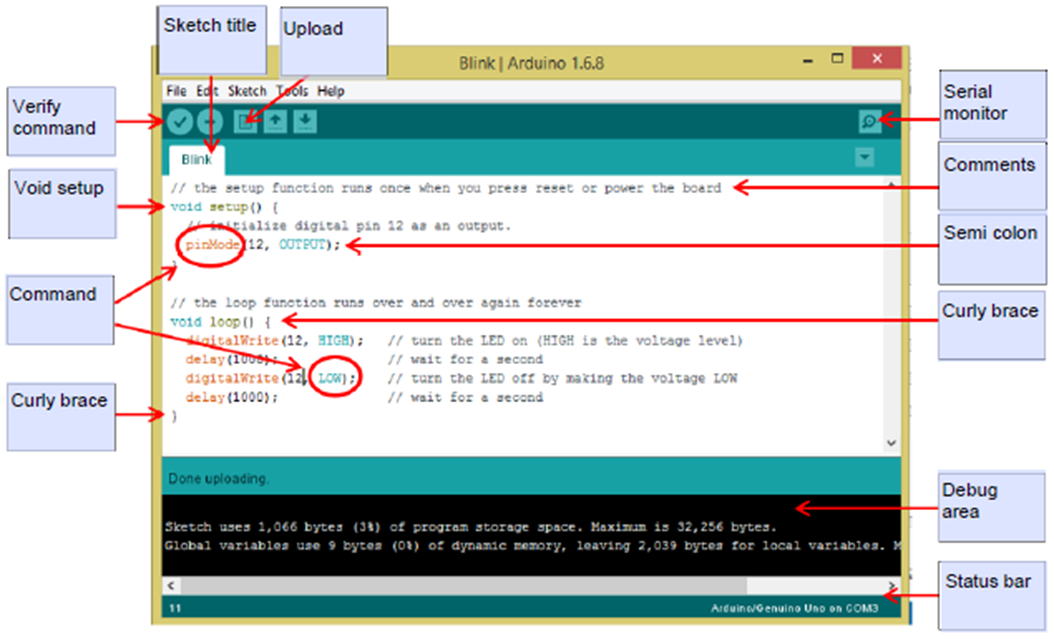 Sketch title
Upload
Blink | Arduino 1.6.8
File Edit Sketch Tools Help
Verify
command
Serial
monitor
Blink
Comments
Void setup
// the setup function runs once when you press reset or power the board
void setup() {
// initialize digital pin 12 as an output.
pinMode(12, OUTPUT);
}
Semi colon
Command
// the loop function runs over and over again forever
void loop() {
Curly brace
digitalWrite(12, HIGH); // turn the LED on (HIGH is the voltage level)
delay(1000); // wait for a second
digitalWrite(12, LOW); // turn the LED off by making the voltage LOW
delay(1000); // wait for a second
}
Curly brace
Done uploading.
Debug
area
Sketch uses 1,066 bytes (3%) of program storage space. Maximum is 32,256 bytes.
Global variables use 9 bytes (0%) of dynamic memory, leaving 2,039 bytes for local variables. M
Status bar
11
Arduino/Genuino Uno on COM3